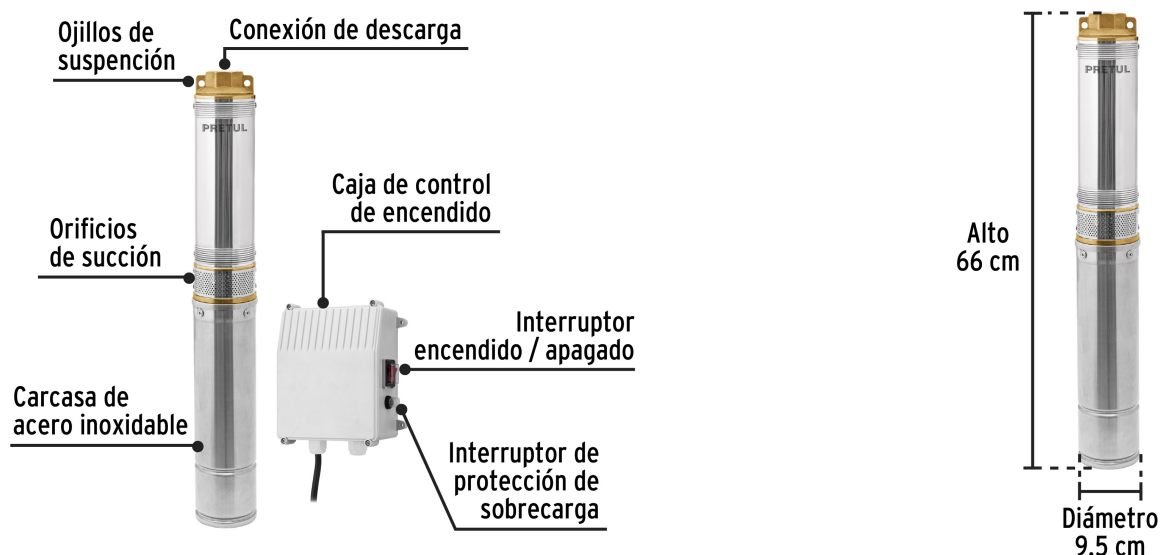 Ojillos de
suspención
Conexión de descarga
PRETUL
Caja de control
de encendido
Orificios
de succión
Interruptor
encendido / apagado
Carcasa de
acero inoxidable
Interruptor de
protección de
sobrecarga
PRETUL
Alto
66 cm
Diámetro
9.5 cm